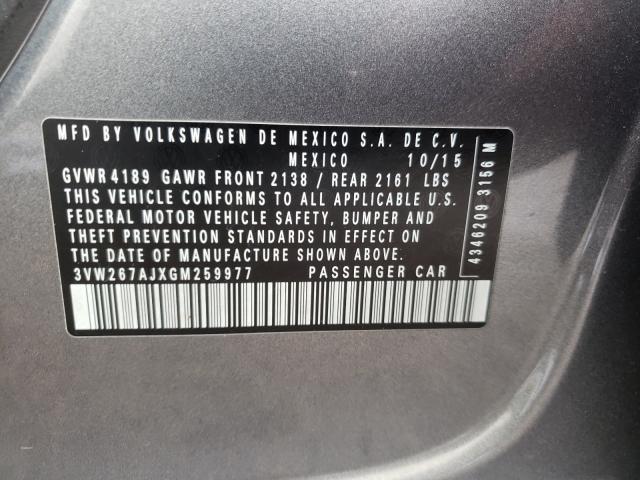 MFD BY VOLKSWAGEN DE MEXICO S.A. DE C.V.
MEXICO 10/15
GVWR 4189 GAWR FRONT 2138 / REAR 2161 LBS
THIS VEHICLE CONFORMS TO ALL APPLICABLE U.S.
FEDERAL MOTOR VEHICLE SAFETY, BUMPER AND
THEFT PREVENTION STANDARDS IN EFFECT ON
THE DATE OF MANUFACTURE SHOWN ABOVE.
3VW267AJXGM259977 PASSENGER CAR
4346209 3156 M